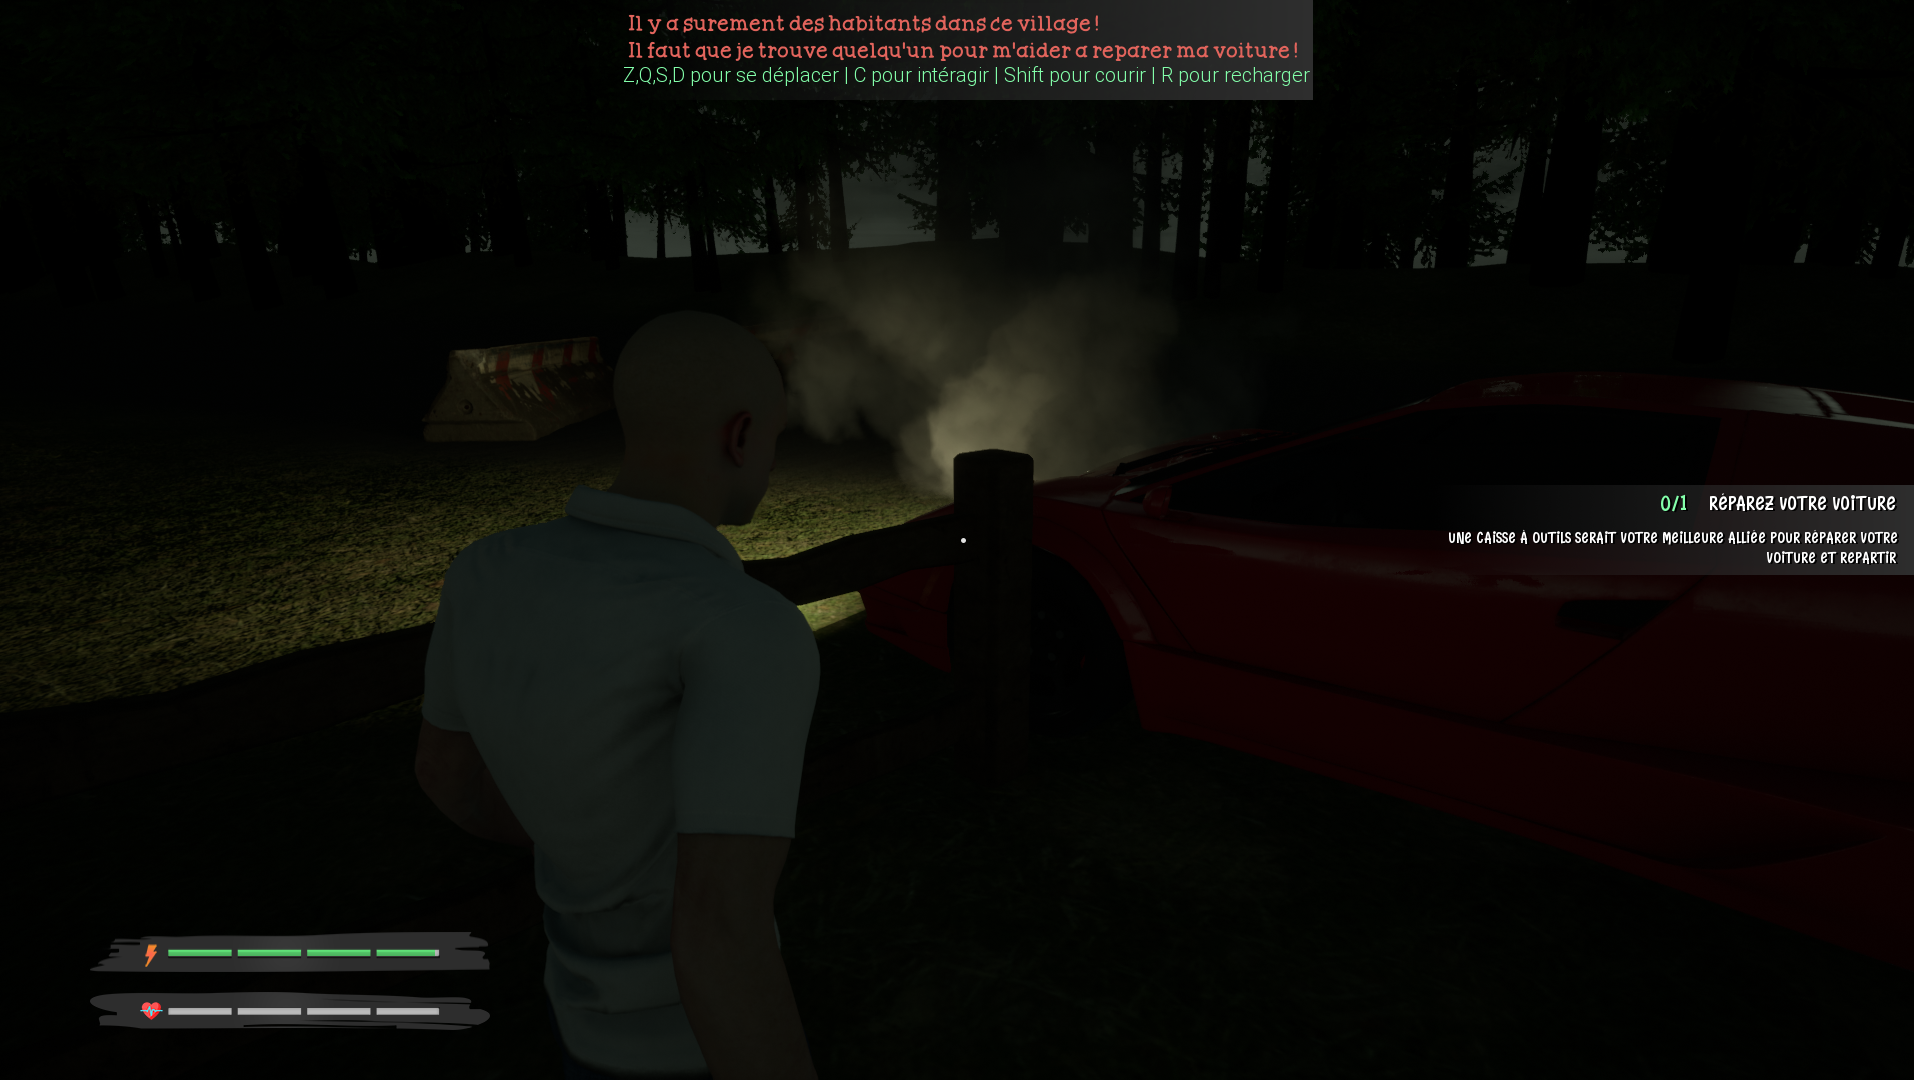 Il y a surement des habitants dans ce village !
Il faut que je trouve quelqu'un pour m'aider a reparer ma voiture !
Z,Q,S,D pour se déplacer | C pour intéragir | Shift pour courir | R pour recharger
0/1 RÉPAREZ VOTRE VOITURE
UNE CAISSE À OUTILS SERAIT VOTRE MEILLEURE ALLIÉE POUR RÉPARER VOTRE
VOITURE ET REPARTIR